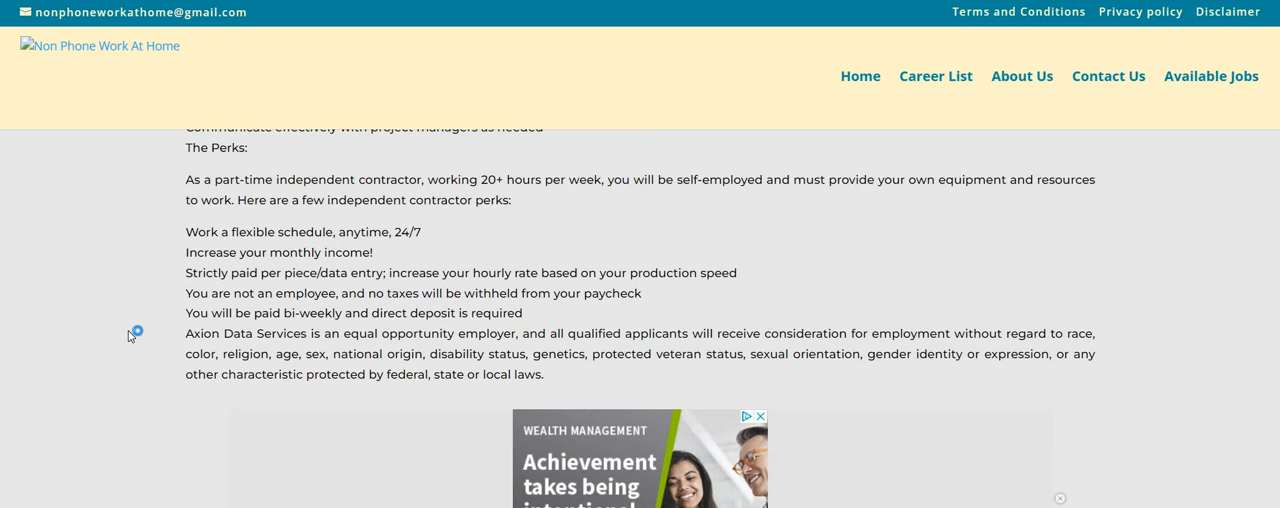 nonphoneworkathome@gmail.com
Terms and Conditions Privacy policy Disclaimer
Non Phone Work At Home
Home Career List About Us Contact Us Available Jobs
Communicate effectively with project managers as needed
The Perks:
As a part-time independent contractor, working 20+ hours per week, you will be self-employed and must provide your own equipment and resources
to work. Here are a few independent contractor perks:
Work a flexible schedule, anytime, 24/7
Increase your monthly income!
Strictly paid per piece/data entry; increase your hourly rate based on your production speed
You are not an employee, and no taxes will be withheld from your paycheck
You will be paid bi-weekly and direct deposit is required
Axion Data Services is an equal opportunity employer, and all qualified applicants will receive consideration for employment without regard to race,
color, religion, age, sex, national origin, disability status, genetics, protected veteran status, sexual orientation, gender identity or expression, or any
other characteristic protected by federal, state or local laws.
WEALTH MANAGEMENT
Achievement
takes being
intentional